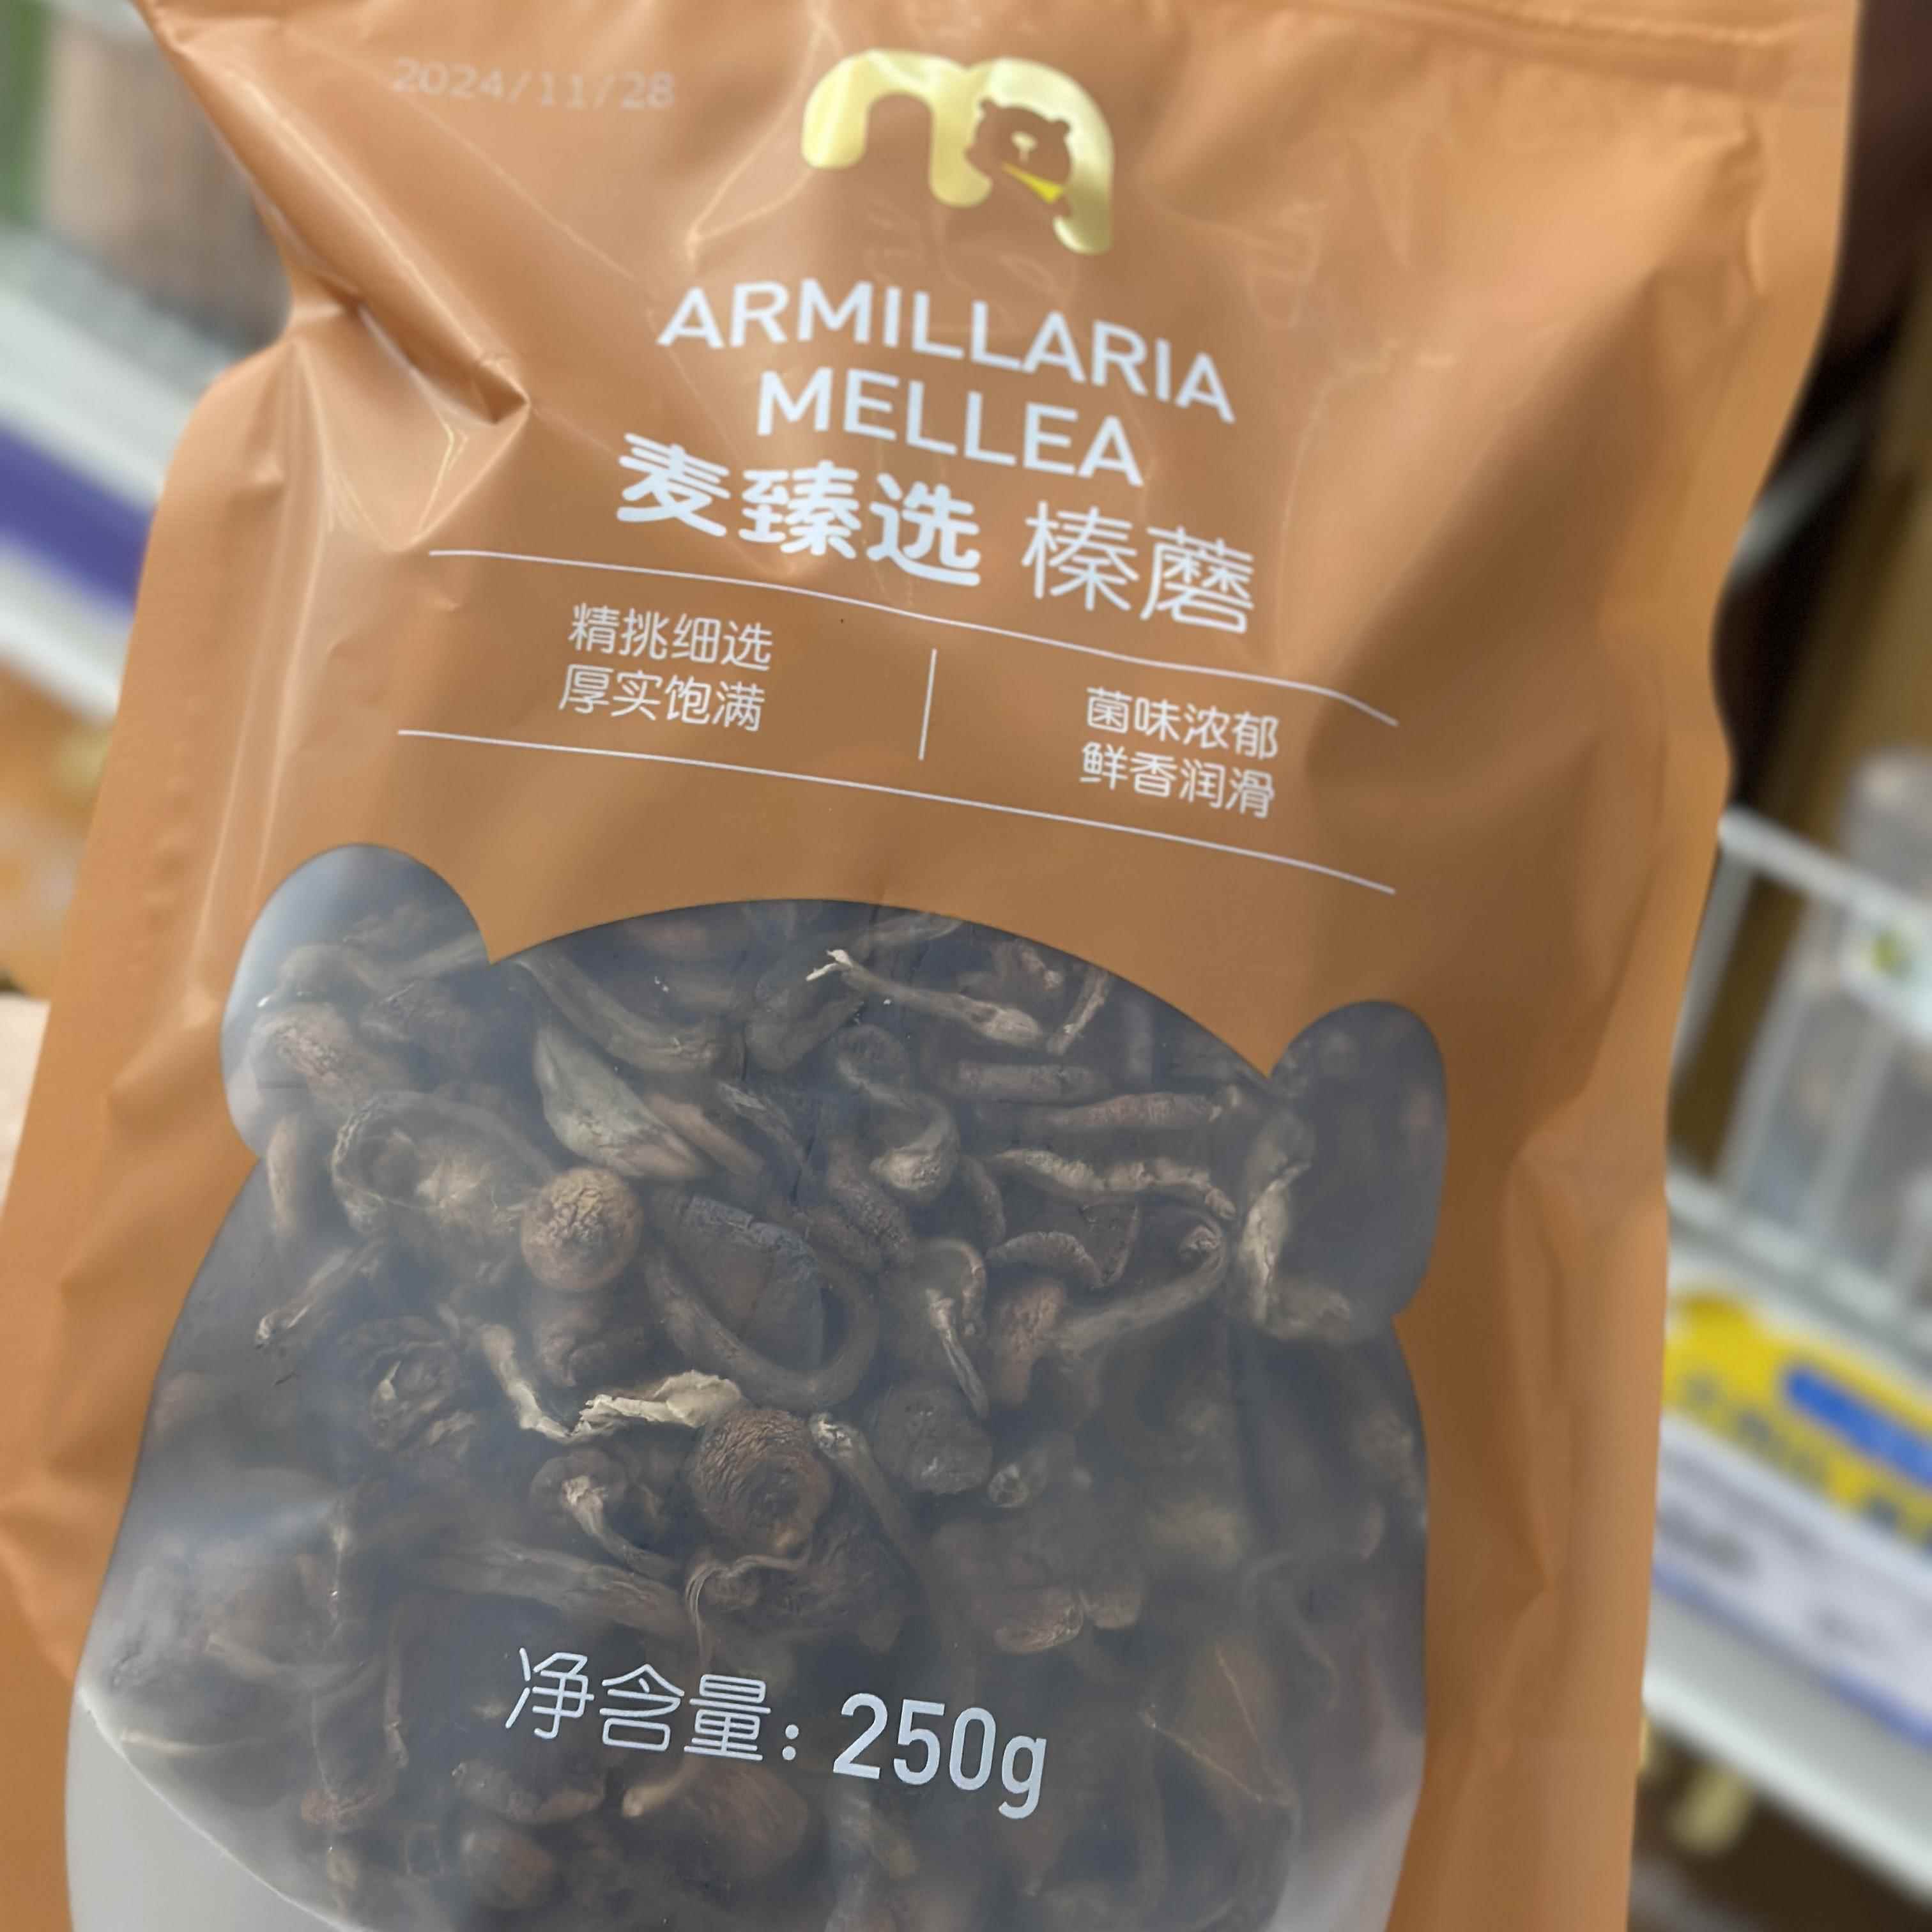 2024/11/28
ARMILLARIA
MELLEA
麦臻选 榛蘑
精挑细选
厚实饱满
菌味浓郁
鲜香润滑
净含量：250g